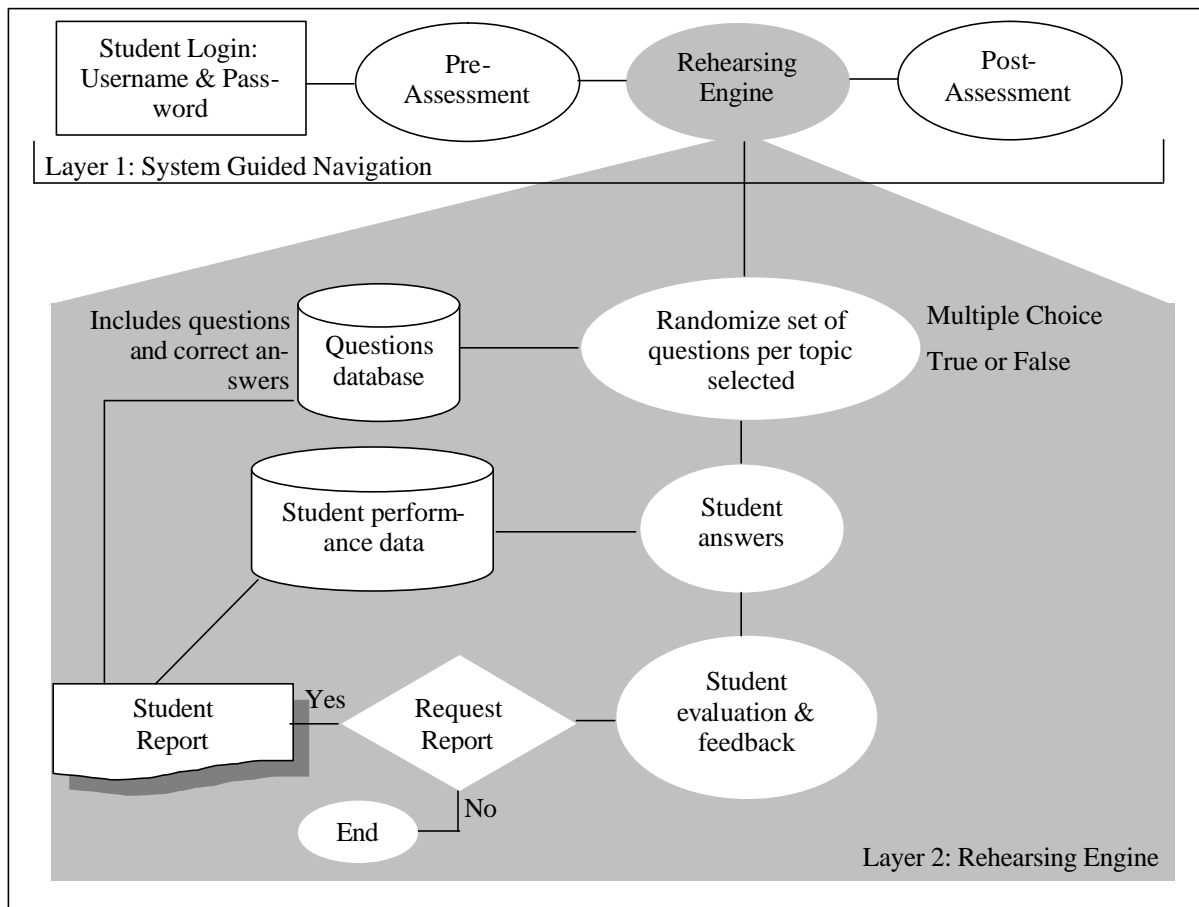 Student Login:
Username & Pass-
word
Pre-
Assessment
Rehearsing
Engine
Post-
Assessment
Layer 1: System Guided Navigation
Includes questions
and correct an-
swers
Questions
database
Randomize set of
questions per topic
selected
Multiple Choice
True or False
Student perform-
ance data
Student
answers
Student
Report
Yes
Request
Report
Student
evaluation &
feedback
No
End
Layer 2: Rehearsing Engine